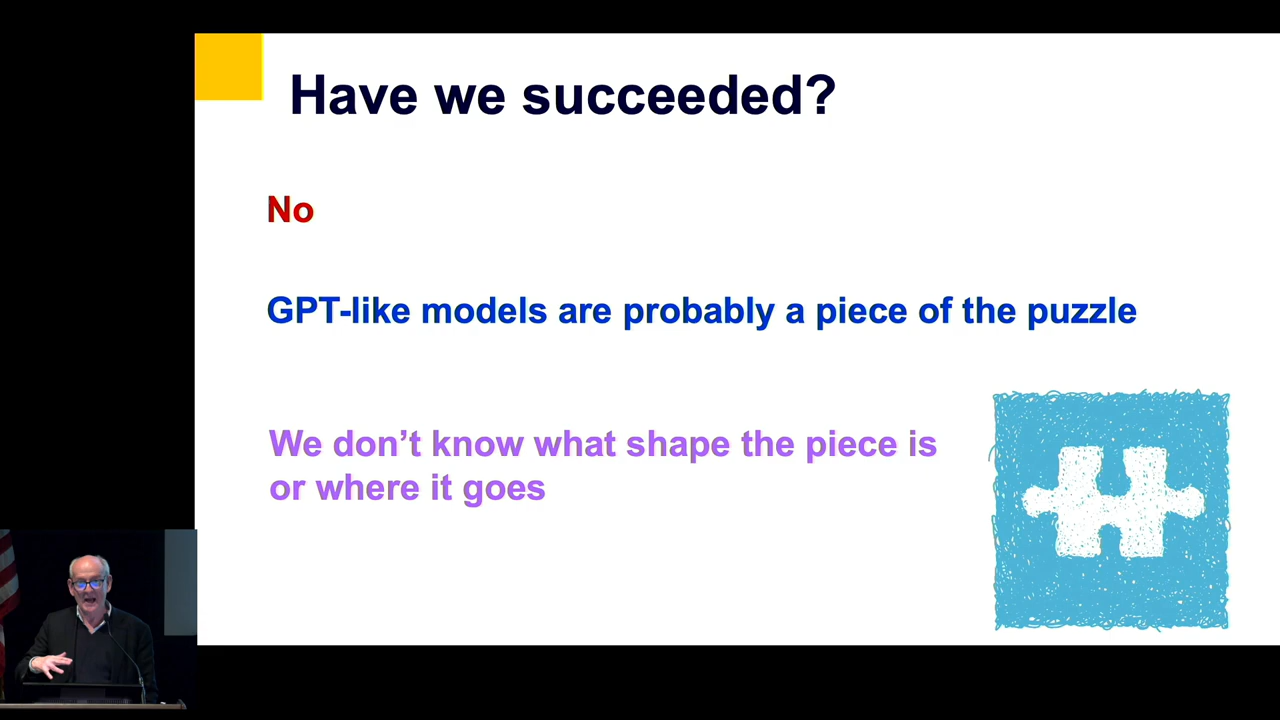 Have we succeeded?
No
GPT-like models are probably a piece of the puzzle
We don’t know what shape the piece is
or where it goes